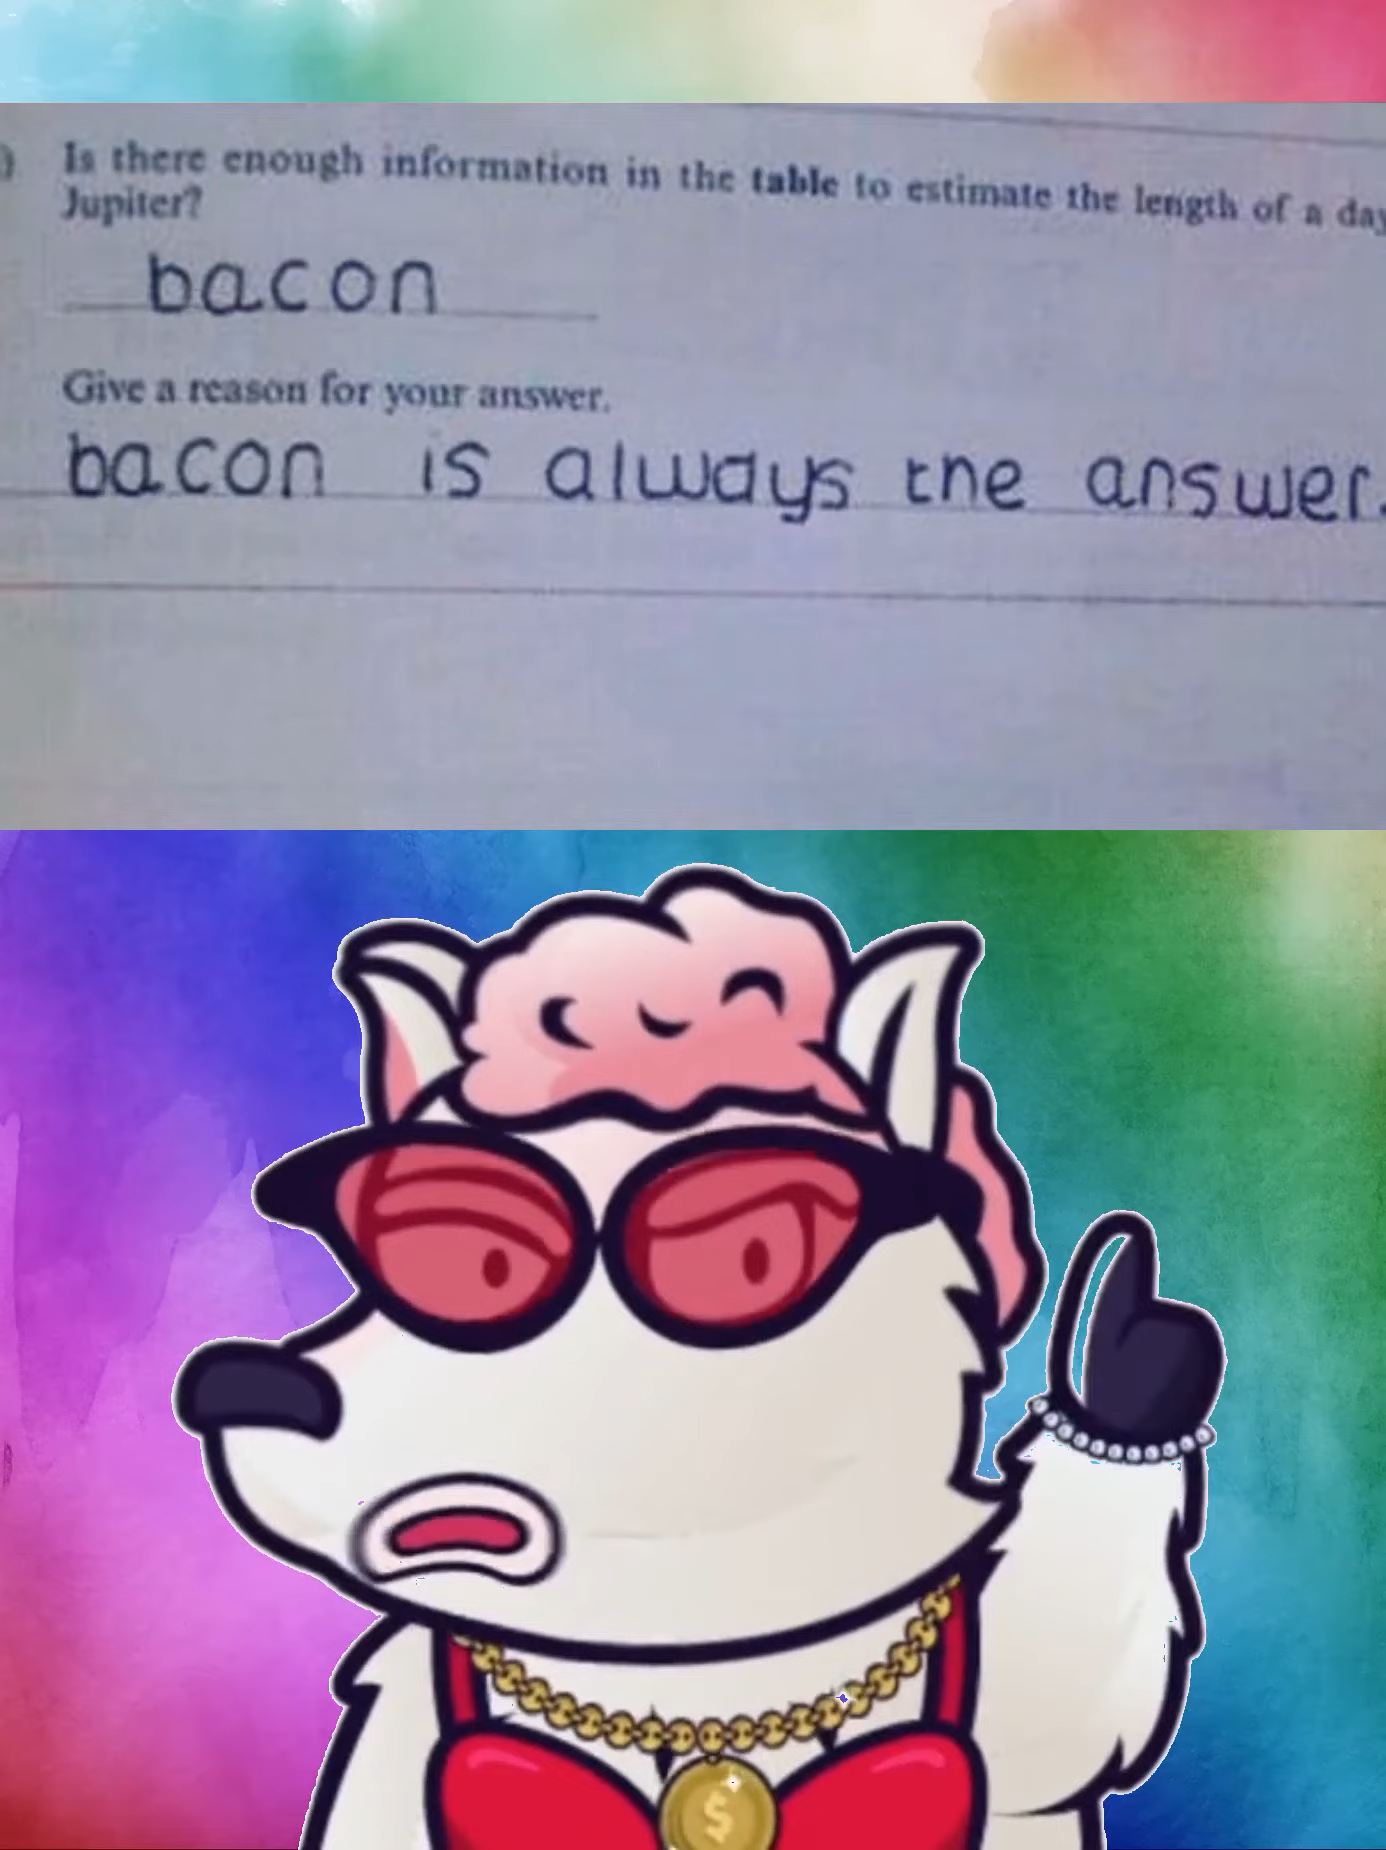 ) Is there enough information in the table to estimate the length of a day
Jupiter?
bacon
Give a reason for your answer.
bacon is always the answer.
$